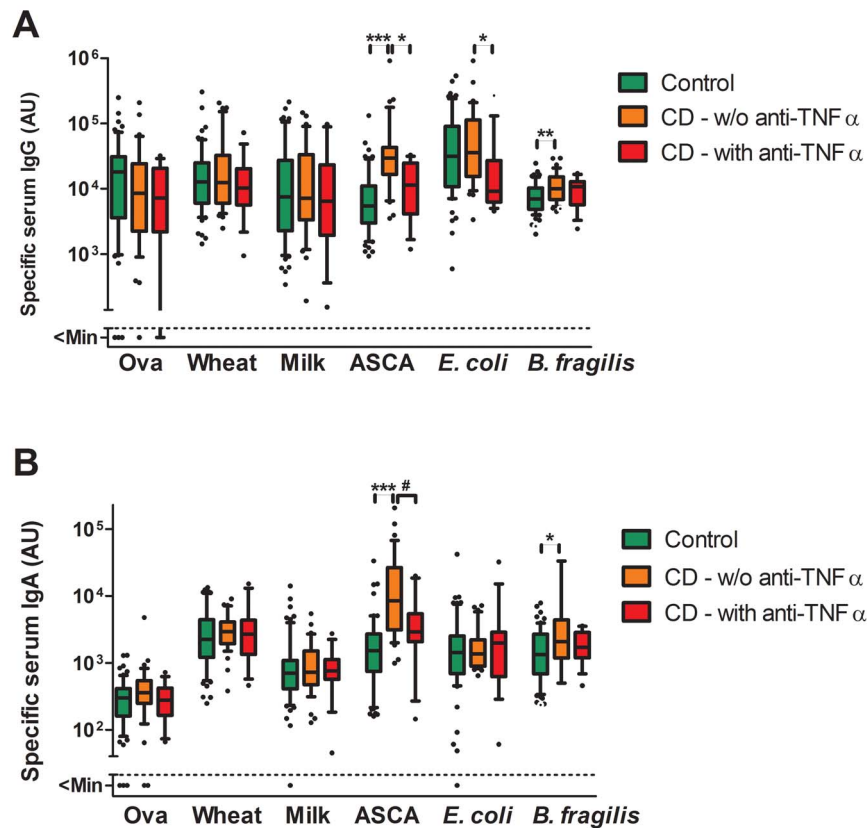 A
*** * *
10⁶
Control
10⁵
CD - w/o anti-TNFα
**
CD - with anti-TNFα
10⁴
10³
Specific serum IgG (AU)
<Min
Ova Wheat Milk ASCA E. coli B. fragilis
B
*** #
10⁵
*
Control
CD - w/o anti-TNFα
10⁴
CD - with anti-TNFα
10³
10²
Specific serum IgA (AU)
<Min
Ova Wheat Milk ASCA E. coli B. fragilis